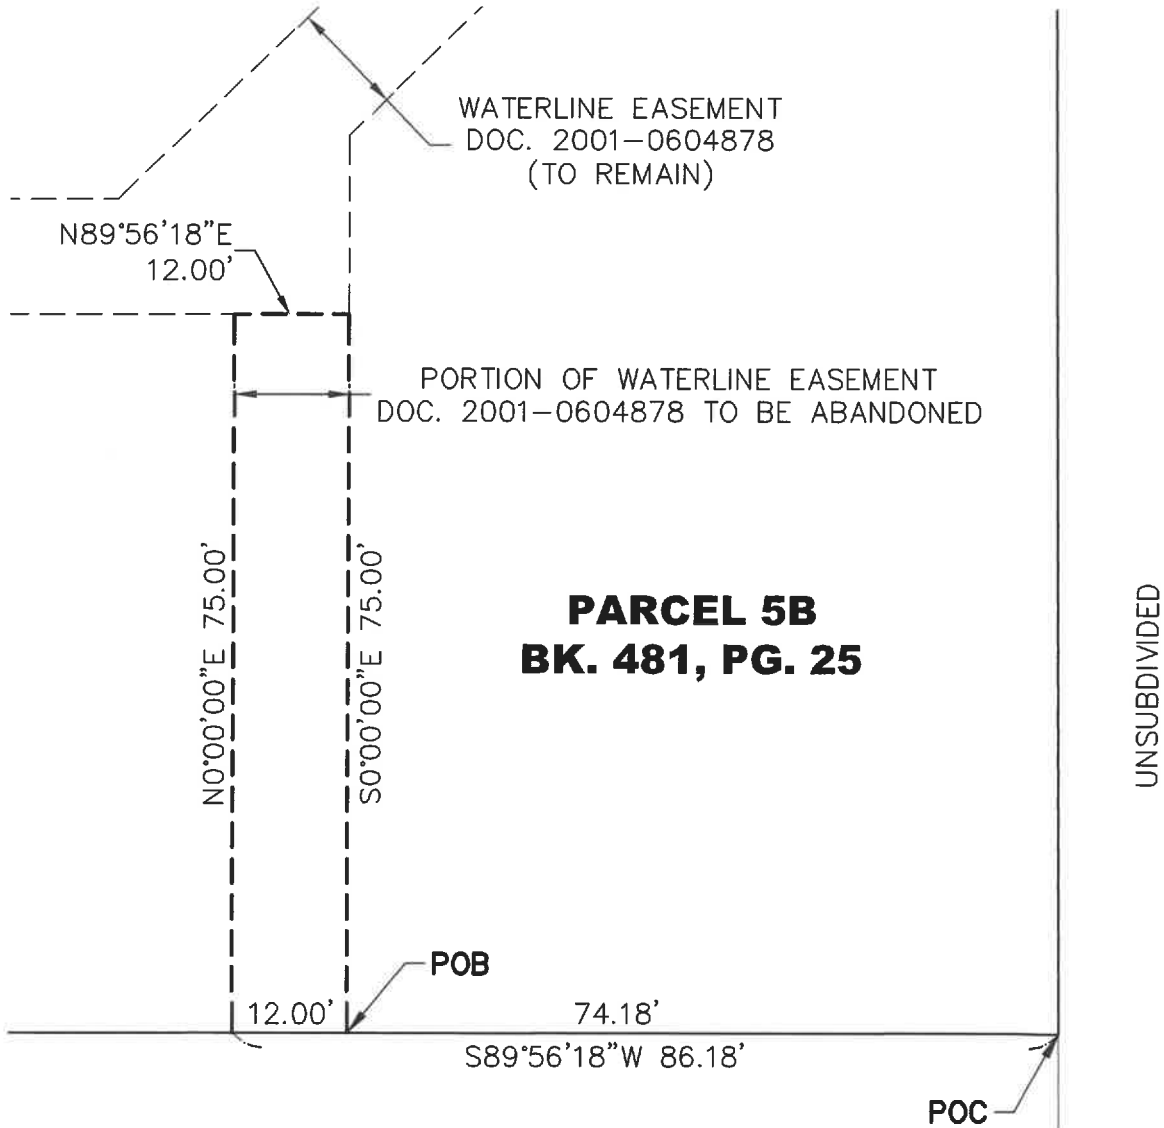 WATERLINE EASEMENT
DOC. 2001–0604878
(TO REMAIN)
N89°56'18"E
12.00'
PORTION OF WATERLINE EASEMENT
DOC. 2001–0604878 TO BE ABANDONED
N0°00'00"E 75.00'
S0°00'00"E 75.00'
PARCEL 5B
BK. 481, PG. 25
UNSUBDIVIDED
POB
12.00'
74.18'
S89°56'18"W 86.18'
POC